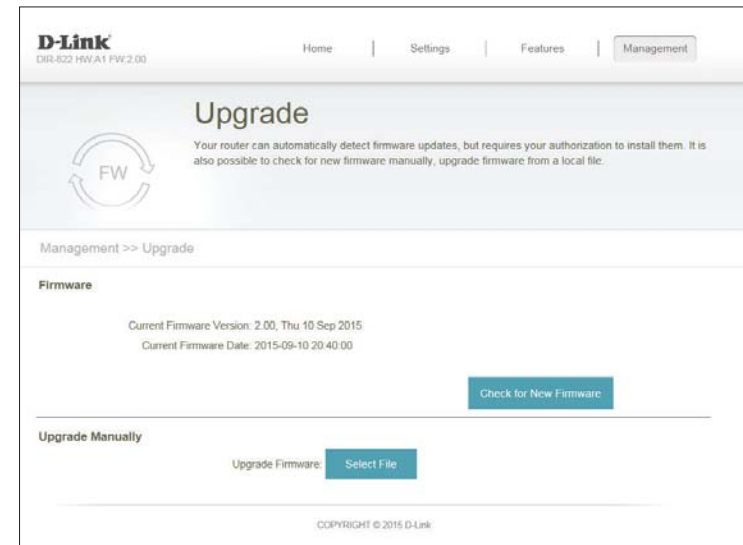 D-Link
DIR-822 HW:A1 FW:2.00
Home | Settings | Features | Management
Upgrade
Your router can automatically detect firmware updates, but requires your authorization to install them. It is
also possible to check for new firmware manually, upgrade firmware from a local file.
FW
Management >> Upgrade
Firmware
Current Firmware Version: 2.00, Thu 10 Sep 2015
Current Firmware Date: 2015-09-10 20:40:00
Check for New Firmware
Upgrade Manually
Upgrade Firmware: Select File
COPYRIGHT © 2015 D-Link